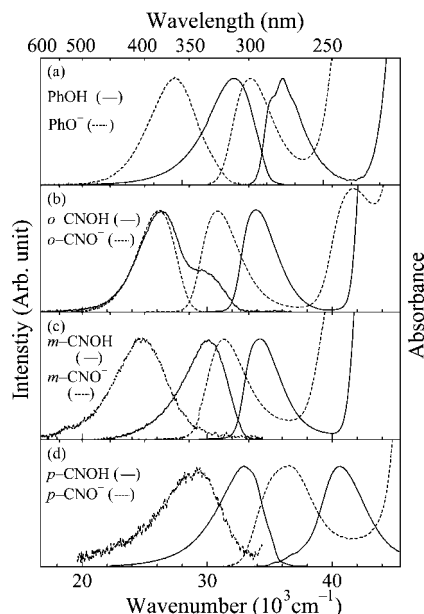 Wavelength (nm)
600 500 400 350 300 250
(a)
PhOH (—)
PhO⁻ (----)
(b)
o–CNOH (—)
o–CNO⁻ (----)
(c)
m–CNOH
(—)
m–CNO⁻
(----)
(d)
p–CNOH (—)
p–CNO⁻ (----)
Intenstiy (Arb. unit)
Absorbance
20 30 40
Wavenumber (10³cm⁻¹)